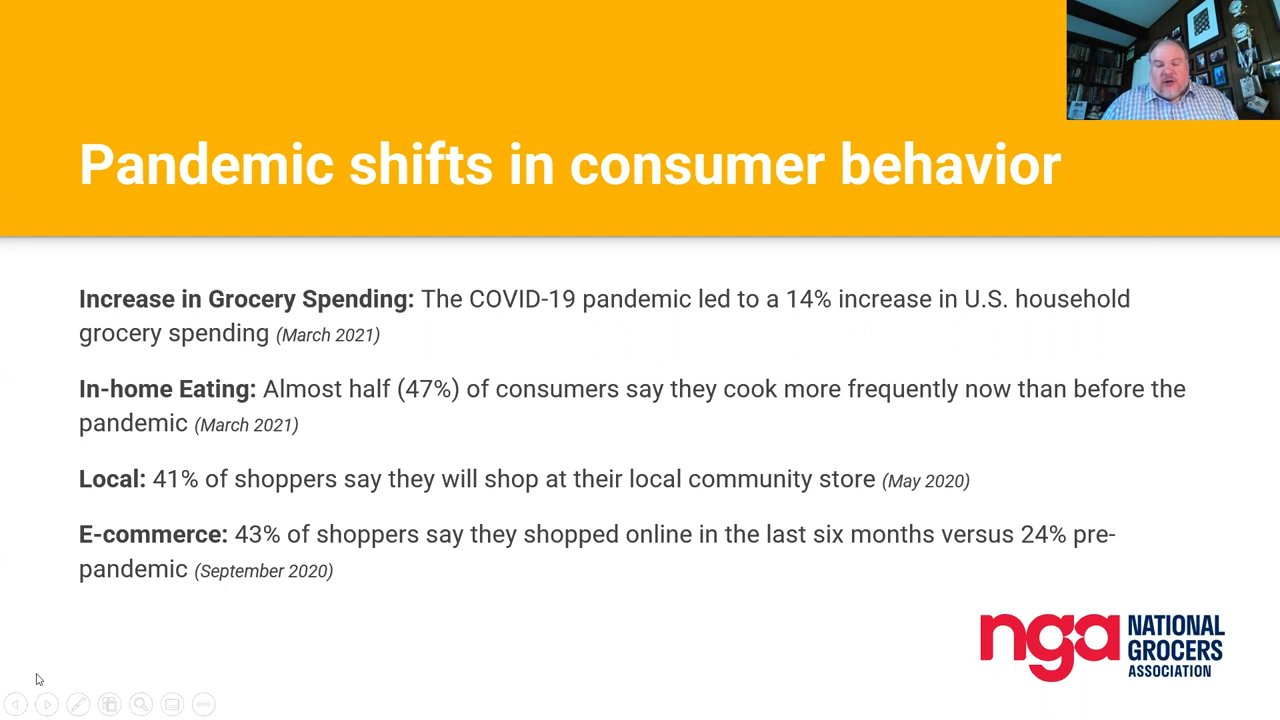 Pandemic shifts in consumer behavior
Increase in Grocery Spending: The COVID-19 pandemic led to a 14% increase in U.S. household
grocery spending (March 2021)
In-home Eating: Almost half (47%) of consumers say they cook more frequently now than before the
pandemic (March 2021)
Local: 41% of shoppers say they will shop at their local community store (May 2020)
E-commerce: 43% of shoppers say they shopped online in the last six months versus 24% pre-
pandemic (September 2020)
nga NATIONAL
GROCERS
ASSOCIATION